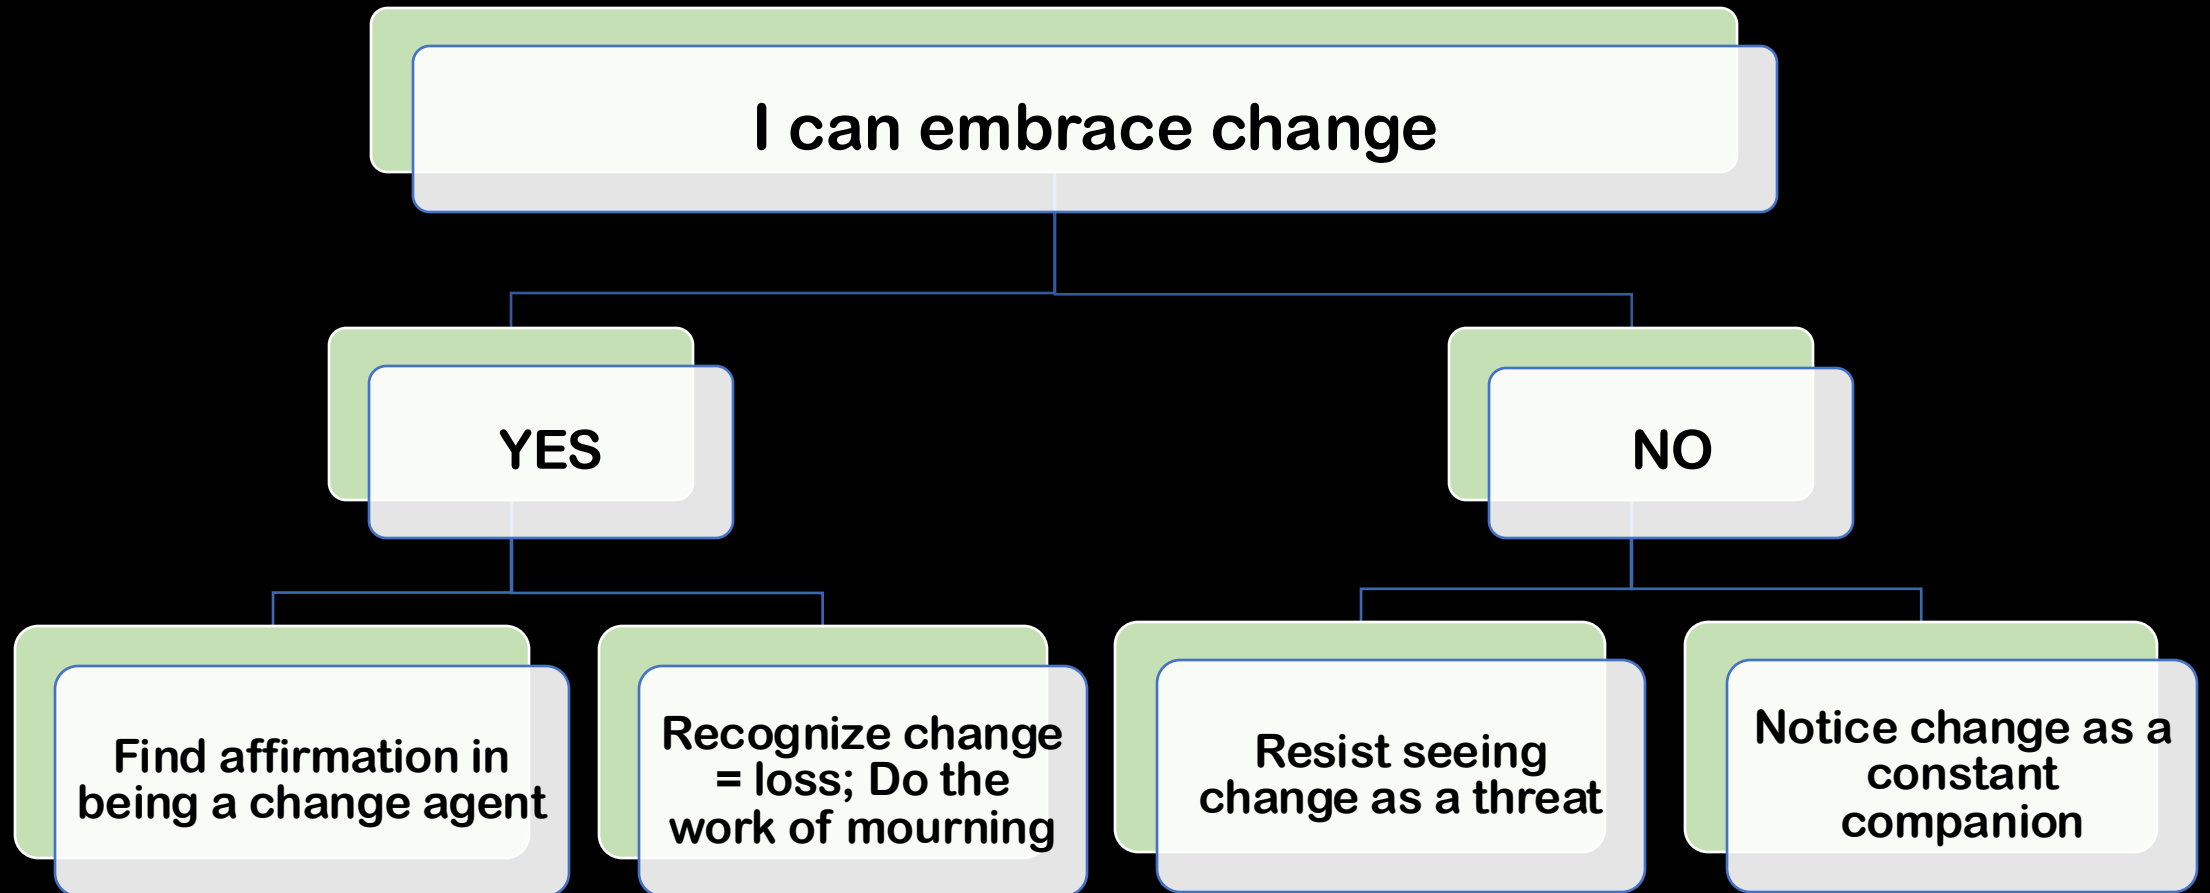 I can embrace change
YES
NO
Find affirmation in
being a change agent
Recognize change
= loss; Do the
work of mourning
Resist seeing
change as a threat
Notice change as a
constant
companion